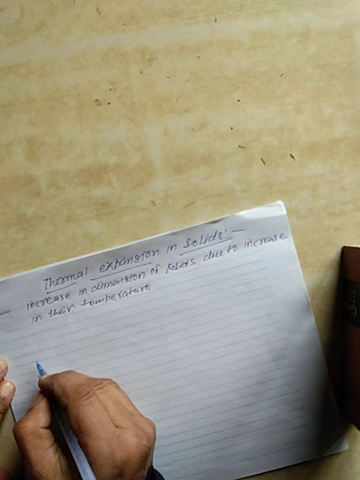 Thermal expansion in Solids:-
increase in dimension of solids due to increase
in their temperature